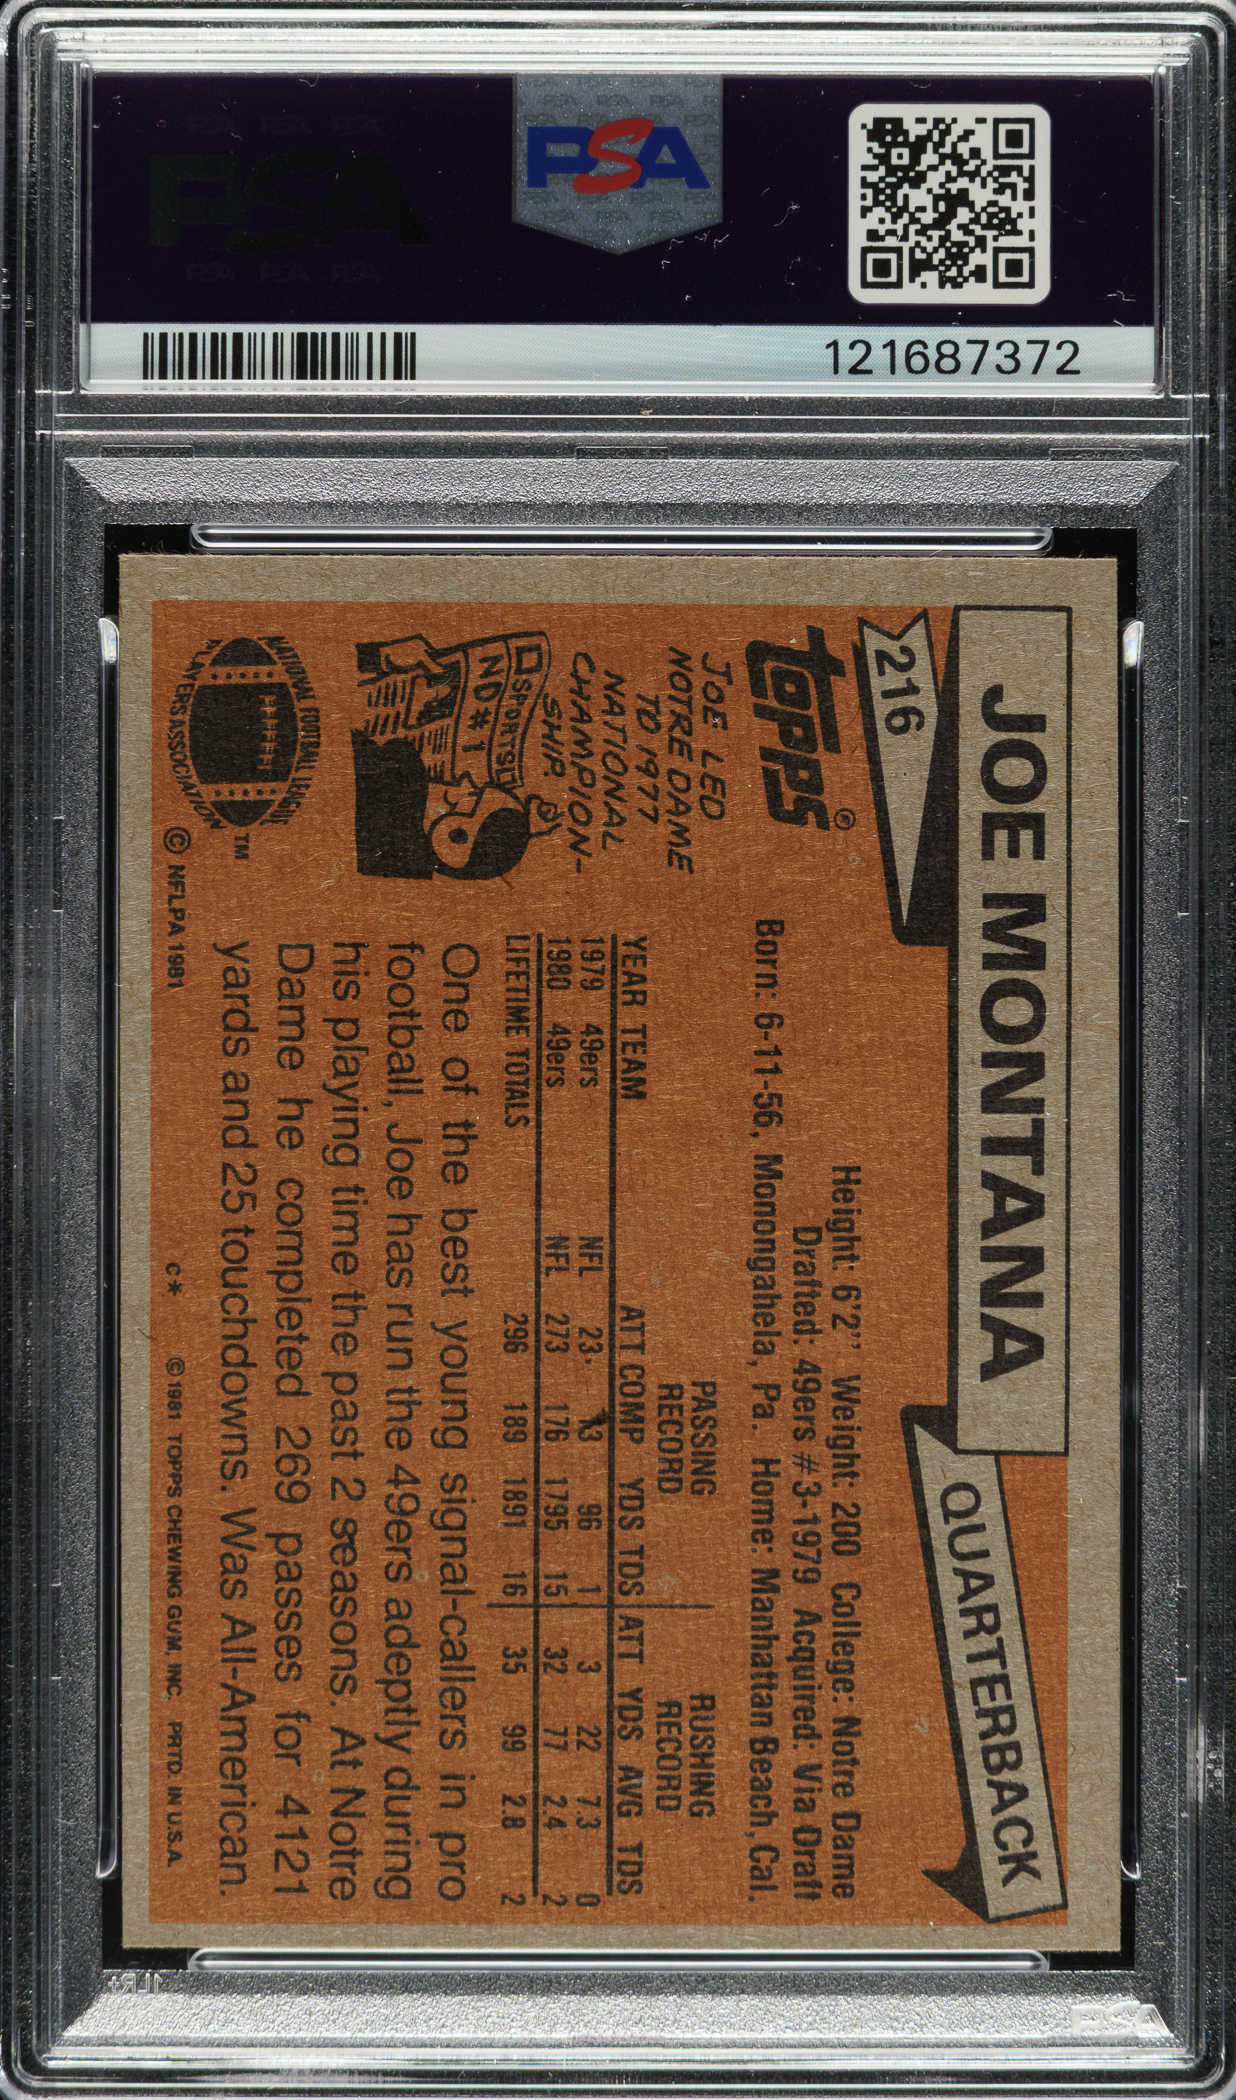 PSA
PSA
121687372
216
JOE MONTANA
QUARTERBACK
topps®
Height: 6'2" Weight: 200 College: Notre Dame
Drafted: 49ers #3-1979 Acquired: Via Draft
Born: 6-11-56, Monongahela, Pa. Home: Manhattan Beach, Cal.
JOE LED
NOTRE DAME
TO 1977
NATIONAL
CHAMPION-
SHIP.
SPORTS
ND #1
PASSING RUSHING
RECORD RECORD
YEAR TEAM ATT COMP YDS TDS ATT YDS AVG TDS
1979 49ers NFL 23 13 96 1 3 22 7.3 0
1980 49ers NFL 273 176 1795 15 32 77 2.4 2
LIFETIME TOTALS 296 189 1891 16 35 99 2.8 2
One of the best young signal-callers in pro
football, Joe has run the 49ers adeptly during
his playing time the past 2 seasons. At Notre
Dame he completed 269 passes for 4121
yards and 25 touchdowns. Was All-American.
NATIONAL FOOTBALL LEAGUE
PLAYERS ASSOCIATION
™
© NFLPA 1981
C* © 1981 TOPPS CHEWING GUM, INC. PRTD. IN U.S.A.
PSA